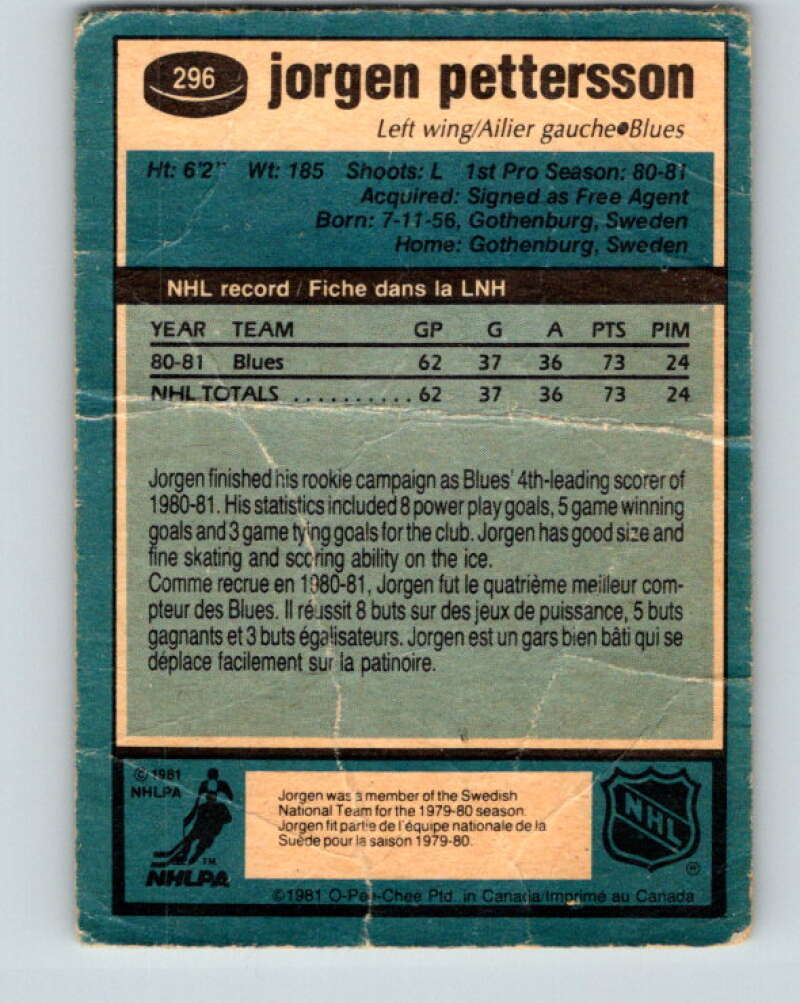 296
jorgen pettersson
Left wing/Ailier gauche●Blues
Ht: 6'2" Wt: 185 Shoots: L 1st Pro Season: 80-81
Acquired: Signed as Free Agent
Born: 7-11-56, Gothenburg, Sweden
Home: Gothenburg, Sweden
NHL record / Fiche dans la LNH
YEAR TEAM GP G A PTS PIM
80-81 Blues 62 37 36 73 24
NHL TOTALS .......... 62 37 36 73 24
Jorgen finished his rookie campaign as Blues' 4th-leading scorer of
1980-81. His statistics included 8 power play goals, 5 game winning
goals and 3 game tying goals for the club. Jorgen has good size and
fine skating and scoring ability on the ice.
Comme recrue en 1980-81, Jorgen fut le quatrième meilleur com-
pteur des Blues. Il réussit 8 buts sur des jeux de puissance, 5 buts
gagnants et 3 buts égalisateurs. Jorgen est un gars bien bâti qui se
déplace facilement sur la patinoire.
© 1981
NHLPA
TM
NHLPA
Jorgen was a member of the Swedish
National Team for the 1979-80 season.
Jorgen fit partie de l'équipe nationale de la
Suède pour la saison 1979-80.
NHL
®
©1981 O-Pee-Chee Ptd. in Canada/Imprimé au Canada